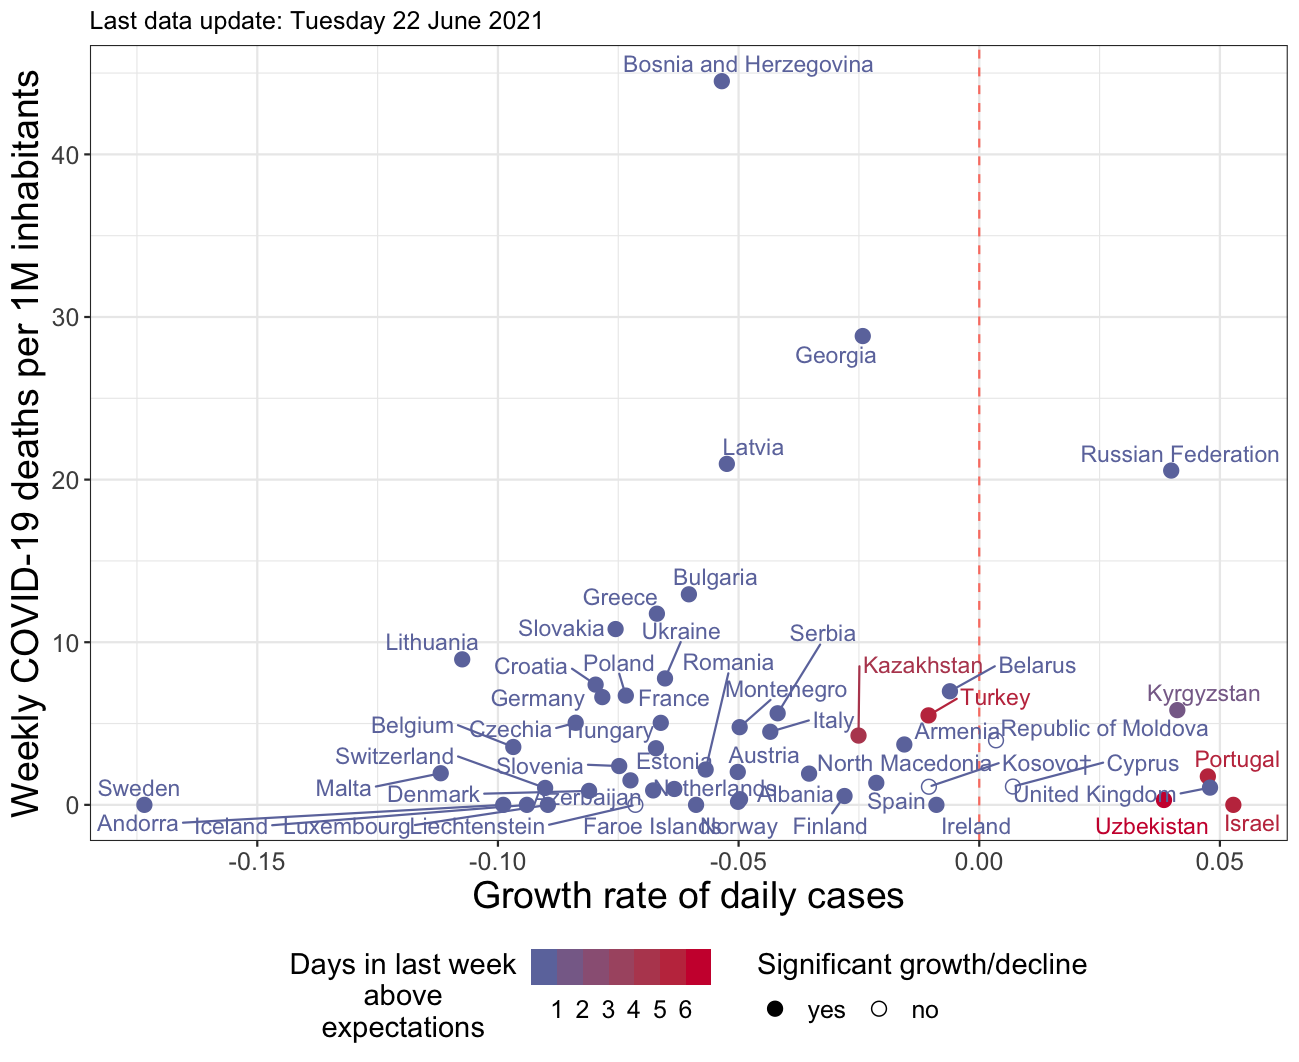 Last data update: Tuesday 22 June 2021
Weekly COVID-19 deaths per 1M inhabitants
40
30
20
10
0
Bosnia and Herzegovina
Georgia
Latvia
Russian Federation
Bulgaria
Greece
Slovakia
Ukraine
Serbia
Lithuania
Croatia
Poland
Romania
Kazakhstan
Belarus
Germany
France
Montenegro
Turkey
Kyrgyzstan
Belgium
Czechia
Hungary
Italy
Armenia
Republic of Moldova
Switzerland
Slovenia
Estonia
Austria
North Macedonia
Kosovo†
Cyprus
Portugal
Sweden
Malta
Denmark
Azerbaijan
Netherlands
Albania
Spain
United Kingdom
Andorra
Iceland
Luxembourg
Liechtenstein
Faroe Islands
Norway
Finland
Ireland
Uzbekistan
Israel
-0.15
-0.10
-0.05
0.00
0.05
Growth rate of daily cases
Days in last week
above
expectations
1 2 3 4 5 6
Significant growth/decline
yes
no